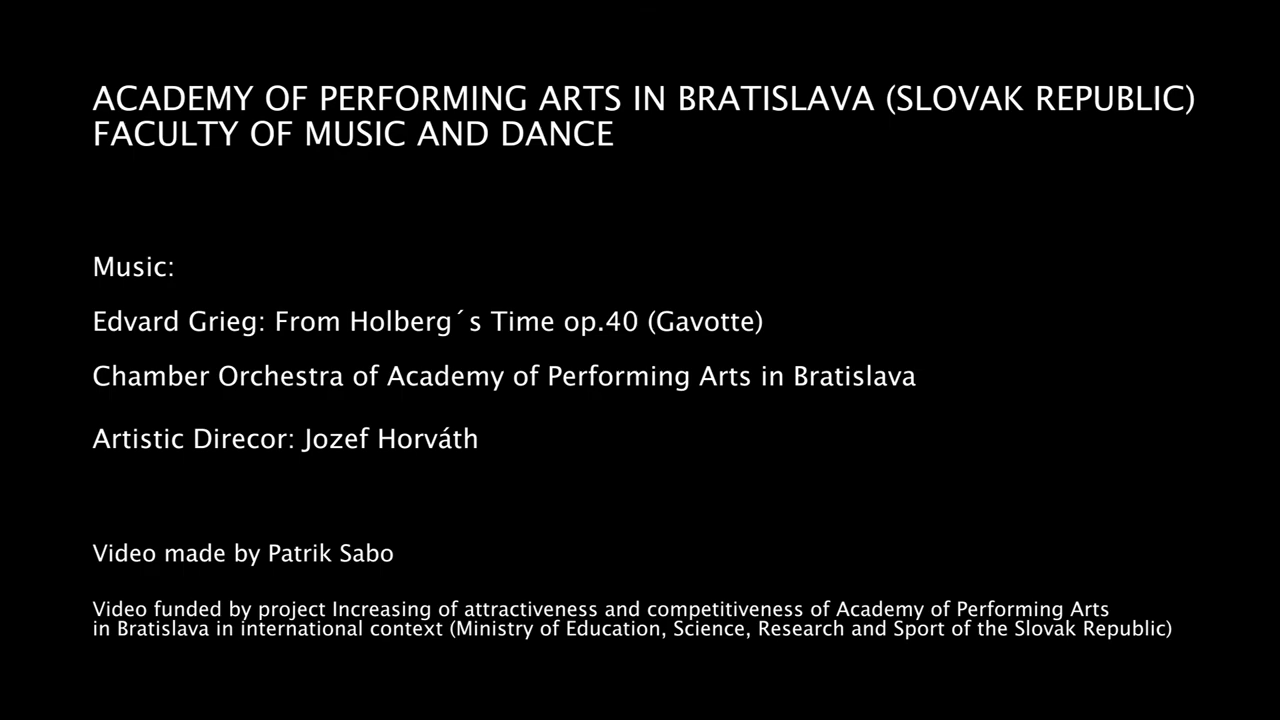 ACADEMY OF PERFORMING ARTS IN BRATISLAVA (SLOVAK REPUBLIC)
FACULTY OF MUSIC AND DANCE
Music:
Edvard Grieg: From Holberg´s Time op.40 (Gavotte)
Chamber Orchestra of Academy of Performing Arts in Bratislava
Artistic Direcor: Jozef Horváth
Video made by Patrik Sabo
Video funded by project Increasing of attractiveness and competitiveness of Academy of Performing Arts
in Bratislava in international context (Ministry of Education, Science, Research and Sport of the Slovak Republic)